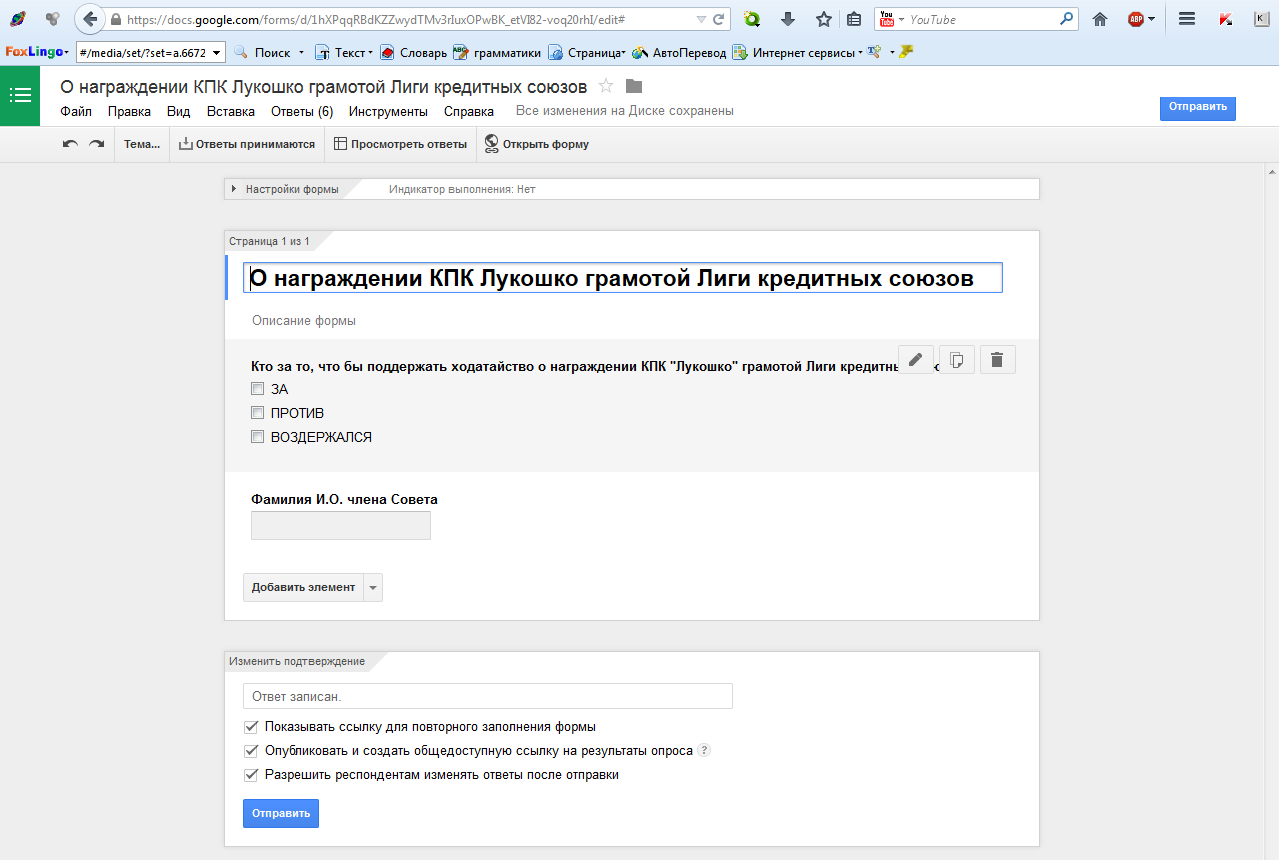 https://docs.google.com/forms/d/1hXPqqRBdKZZwydTMv3rIuxOPwBK_etVI82-voq20rhI/edit#
You Tube
YouTube
ABP
K
FoxLingo
#/media/set/?set=a.6672
Поиск
Текст
Словарь
грамматики
Страница
АвтоПеревод
Интернет сервисы
О награждении КПК Лукошко грамотой Лиги кредитных союзов
Файл Правка Вид Вставка Ответы (6) Инструменты Справка Все изменения на Диске сохранены
Отправить
Тема... Ответы принимаются Просмотреть ответы Открыть форму
Настройки формы Индикатор выполнения: Нет
Страница 1 из 1
О награждении КПК Лукошко грамотой Лиги кредитных союзов
Описание формы
Кто за то, что бы поддержать ходатайство о награждении КПК "Лукошко" грамотой Лиги
ЗА
ПРОТИВ
ВОЗДЕРЖАЛСЯ
Фамилия И.О. члена Совета
Добавить элемент
Изменить подтверждение
Ответ записан.
Показывать ссылку для повторного заполнения формы
Опубликовать и создать общедоступную ссылку на результаты опроса ?
Разрешить респондентам изменять ответы после отправки
Отправить